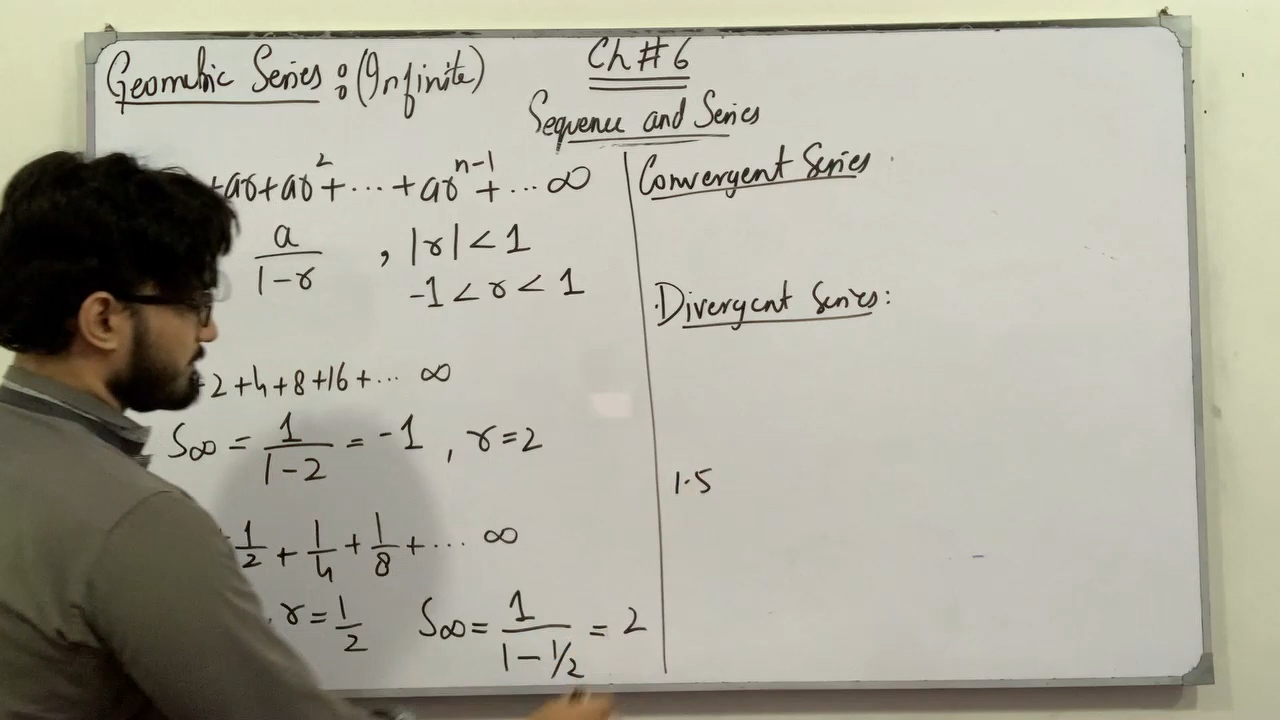 Ch # 6
Sequence and Series
Geometric Series : (Infinite)
+ar+ar²+...+arⁿ⁻¹+...∞
a/(1-r) , |r|<1
-1<r<1
+2+4+8+16+... ∞
S∞ = 1/(1-2) = -1 , r=2
+1/2+1/4+1/8+... ∞
r=1/2 S∞ = 1/(1-1/2) = 2
Convergent Series
Divergent Series:
1.5